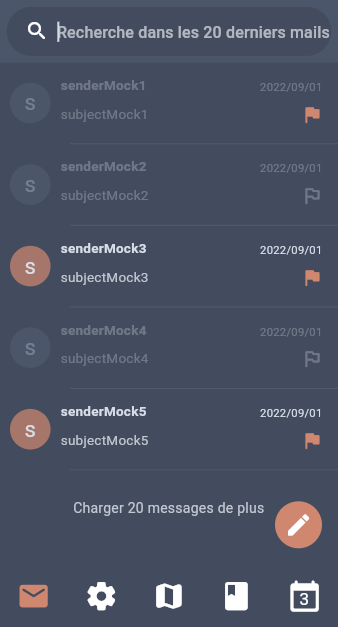 Recherche dans les 20 derniers mails
S
senderMock1
2022/09/01
subjectMock1
S
senderMock2
2022/09/01
subjectMock2
S
senderMock3
2022/09/01
subjectMock3
S
senderMock4
2022/09/01
subjectMock4
S
senderMock5
2022/09/01
subjectMock5
Charger 20 messages de plus
3